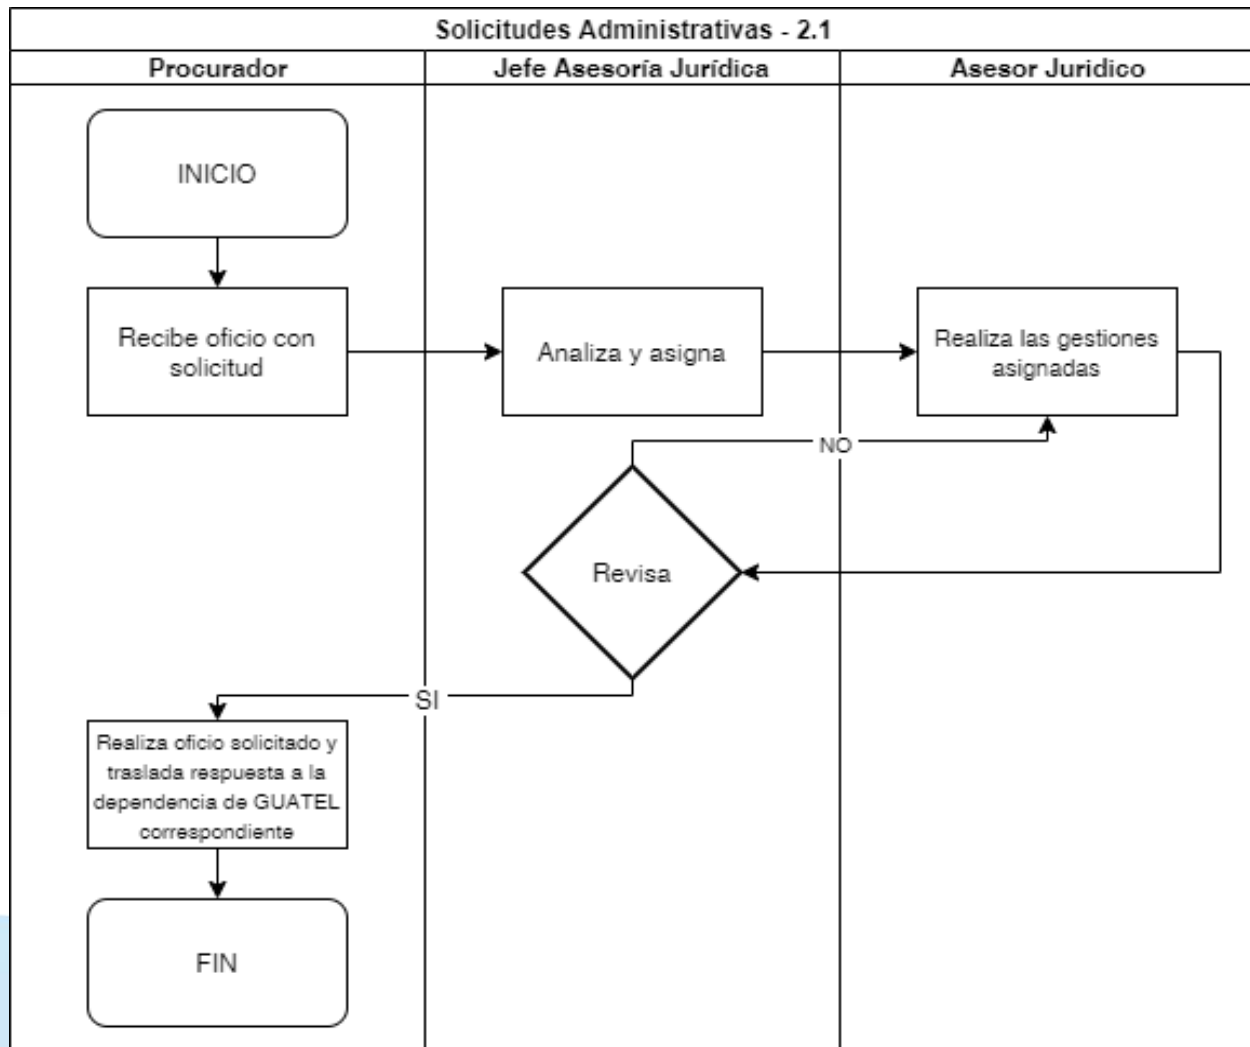 Solicitudes Administrativas - 2.1
Procurador
Jefe Asesoría Jurídica
Asesor Juridico
INICIO
Recibe oficio con
solicitud
Analiza y asigna
Realiza las gestiones
asignadas
NO
Revisa
SI
Realiza oficio solicitado y
traslada respuesta a la
dependencia de GUATEL
correspondiente
FIN